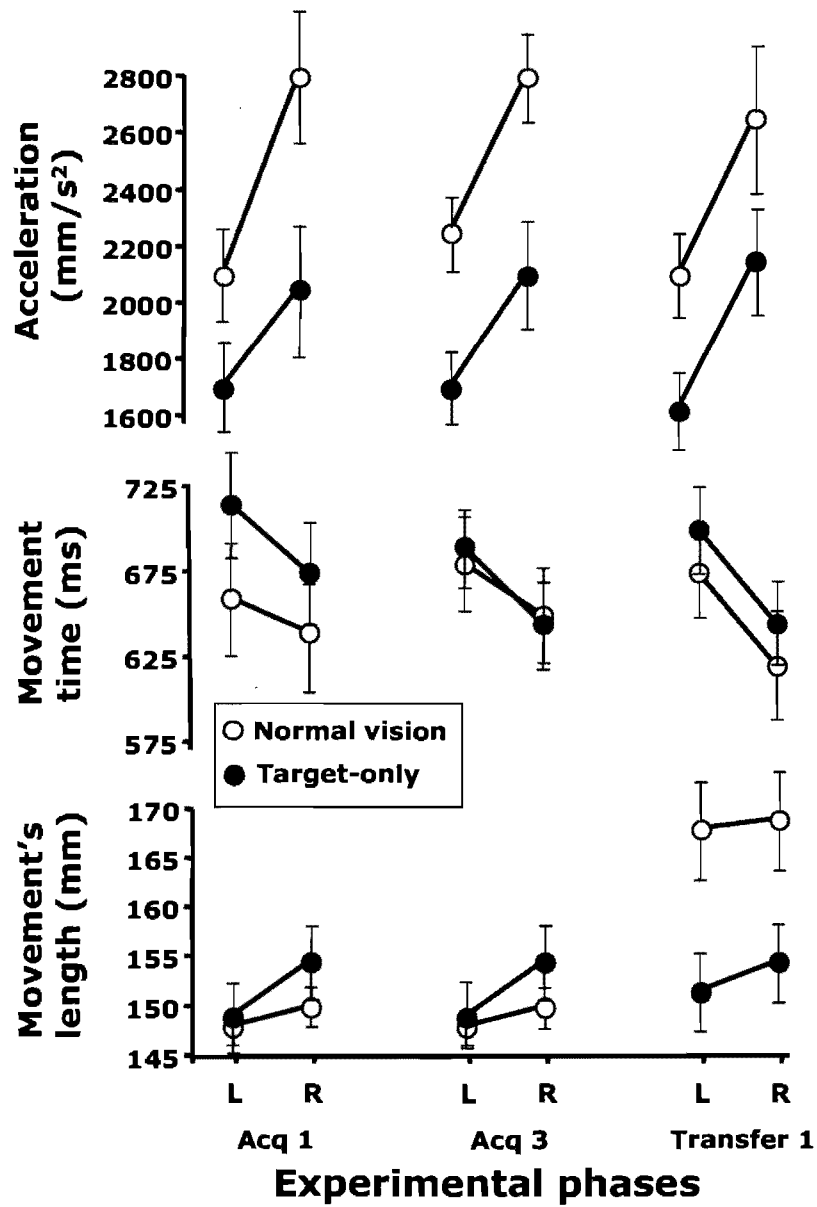 Acceleration
(mm/s²)
2800
2600
2400
2200
2000
1800
1600
Movement
time (ms)
725
675
625
575
Normal vision
Target-only
Movement's
length (mm)
170
165
160
155
150
145
L R L R L R
Acq 1 Acq 3 Transfer 1
Experimental phases